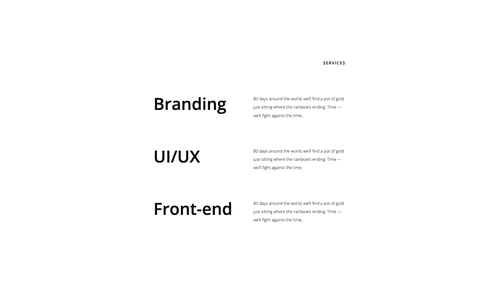 SERVICES
Branding
80 days around the world, we'll find a pot of gold
just sitting where the rainbow's ending. Time —
we'll fight against the time,
UI/UX
80 days around the world, we'll find a pot of gold
just sitting where the rainbow's ending. Time —
we'll fight against the time,
Front-end
80 days around the world, we'll find a pot of gold
just sitting where the rainbow's ending. Time —
we'll fight against the time,